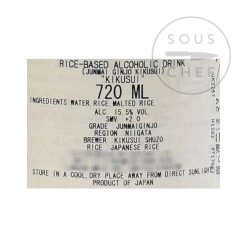 SOUS
CHEF
RICE-BASED ALCOHOLIC DRINK
(JUNMAI GINJO KIKUSUI)
"KIKUSUI"
720 ML
INGREDIENTS:WATER, RICE, MALTED RICE
ALC. 15.5% VOL.
SMV +2.0
GRADE JUNMAIGINJO
REGION NIIGATA
BREWER KIKUSUI SHUZO
RICE JAPANESE RICE
STORE IN A COOL,DRY PLACE AWAY FROM DIRECT SUNLIGHT
PRODUCT OF JAPAN